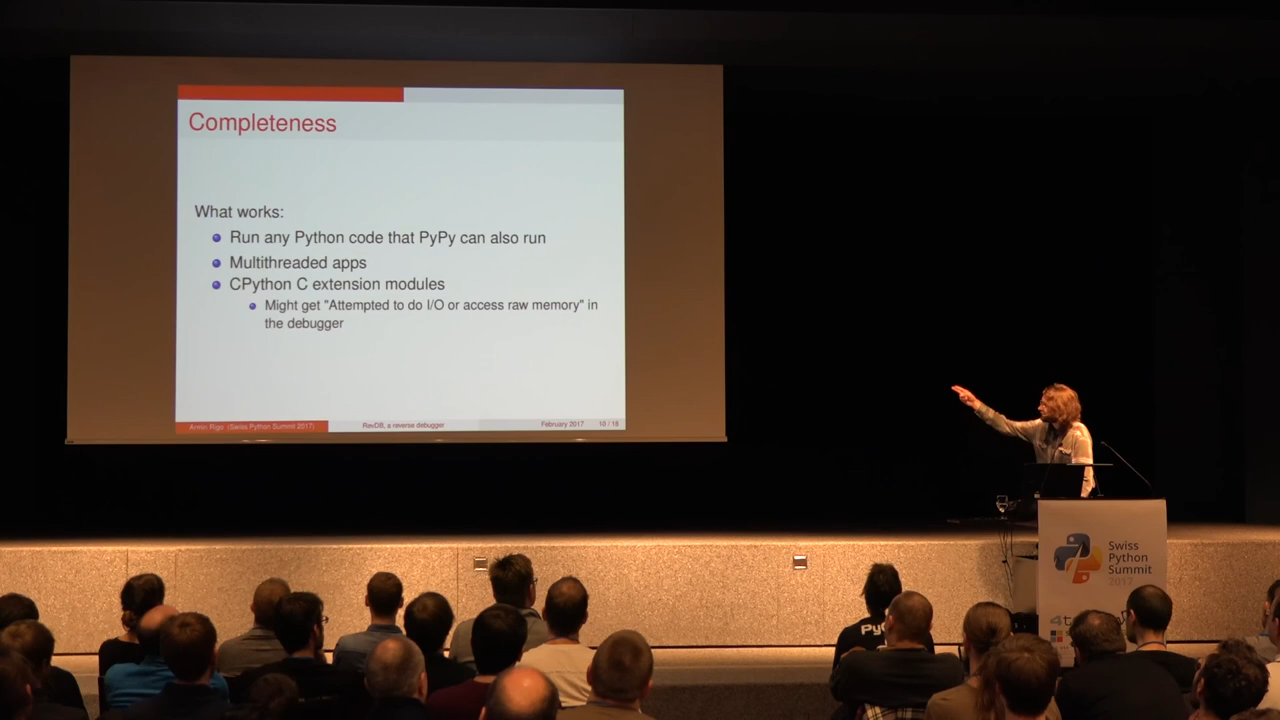 Completeness
What works:
Run any Python code that PyPy can also run
Multithreaded apps
CPython C extension modules
Might get "Attempted to do I/O or access raw memory" in
the debugger
Armin Rigo (Swiss Python Summit 2017)
RevDB, a reverse debugger
February 2017
10 / 18
Swiss
Python
Summit
2017